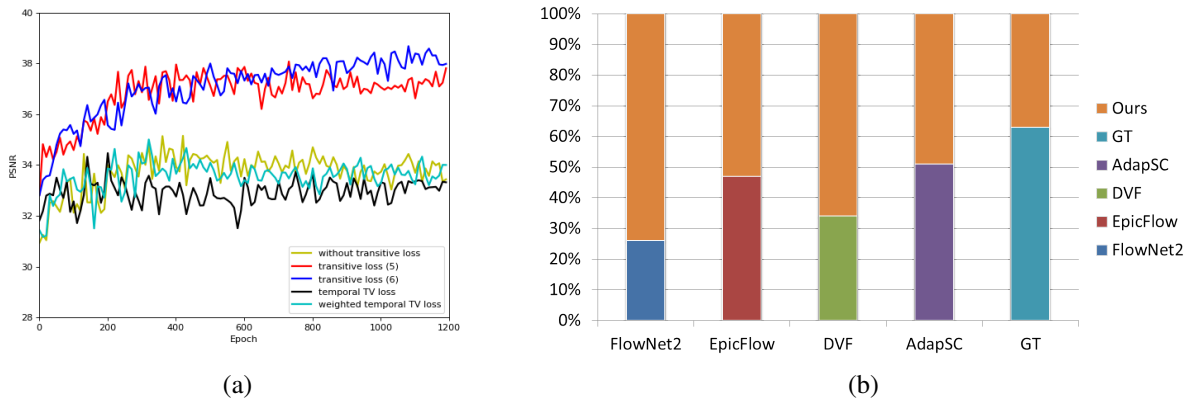 40
38
36
34
32
30
28
PSNR
0
200
400
600
800
1000
1200
Epoch
without transitive loss
transitive loss (5)
transitive loss (6)
temporal TV loss
weighted temporal TV loss
(a)
100%
90%
80%
70%
60%
50%
40%
30%
20%
10%
0%
FlowNet2
EpicFlow
DVF
AdapSC
GT
Ours
GT
AdapSC
DVF
EpicFlow
FlowNet2
(b)